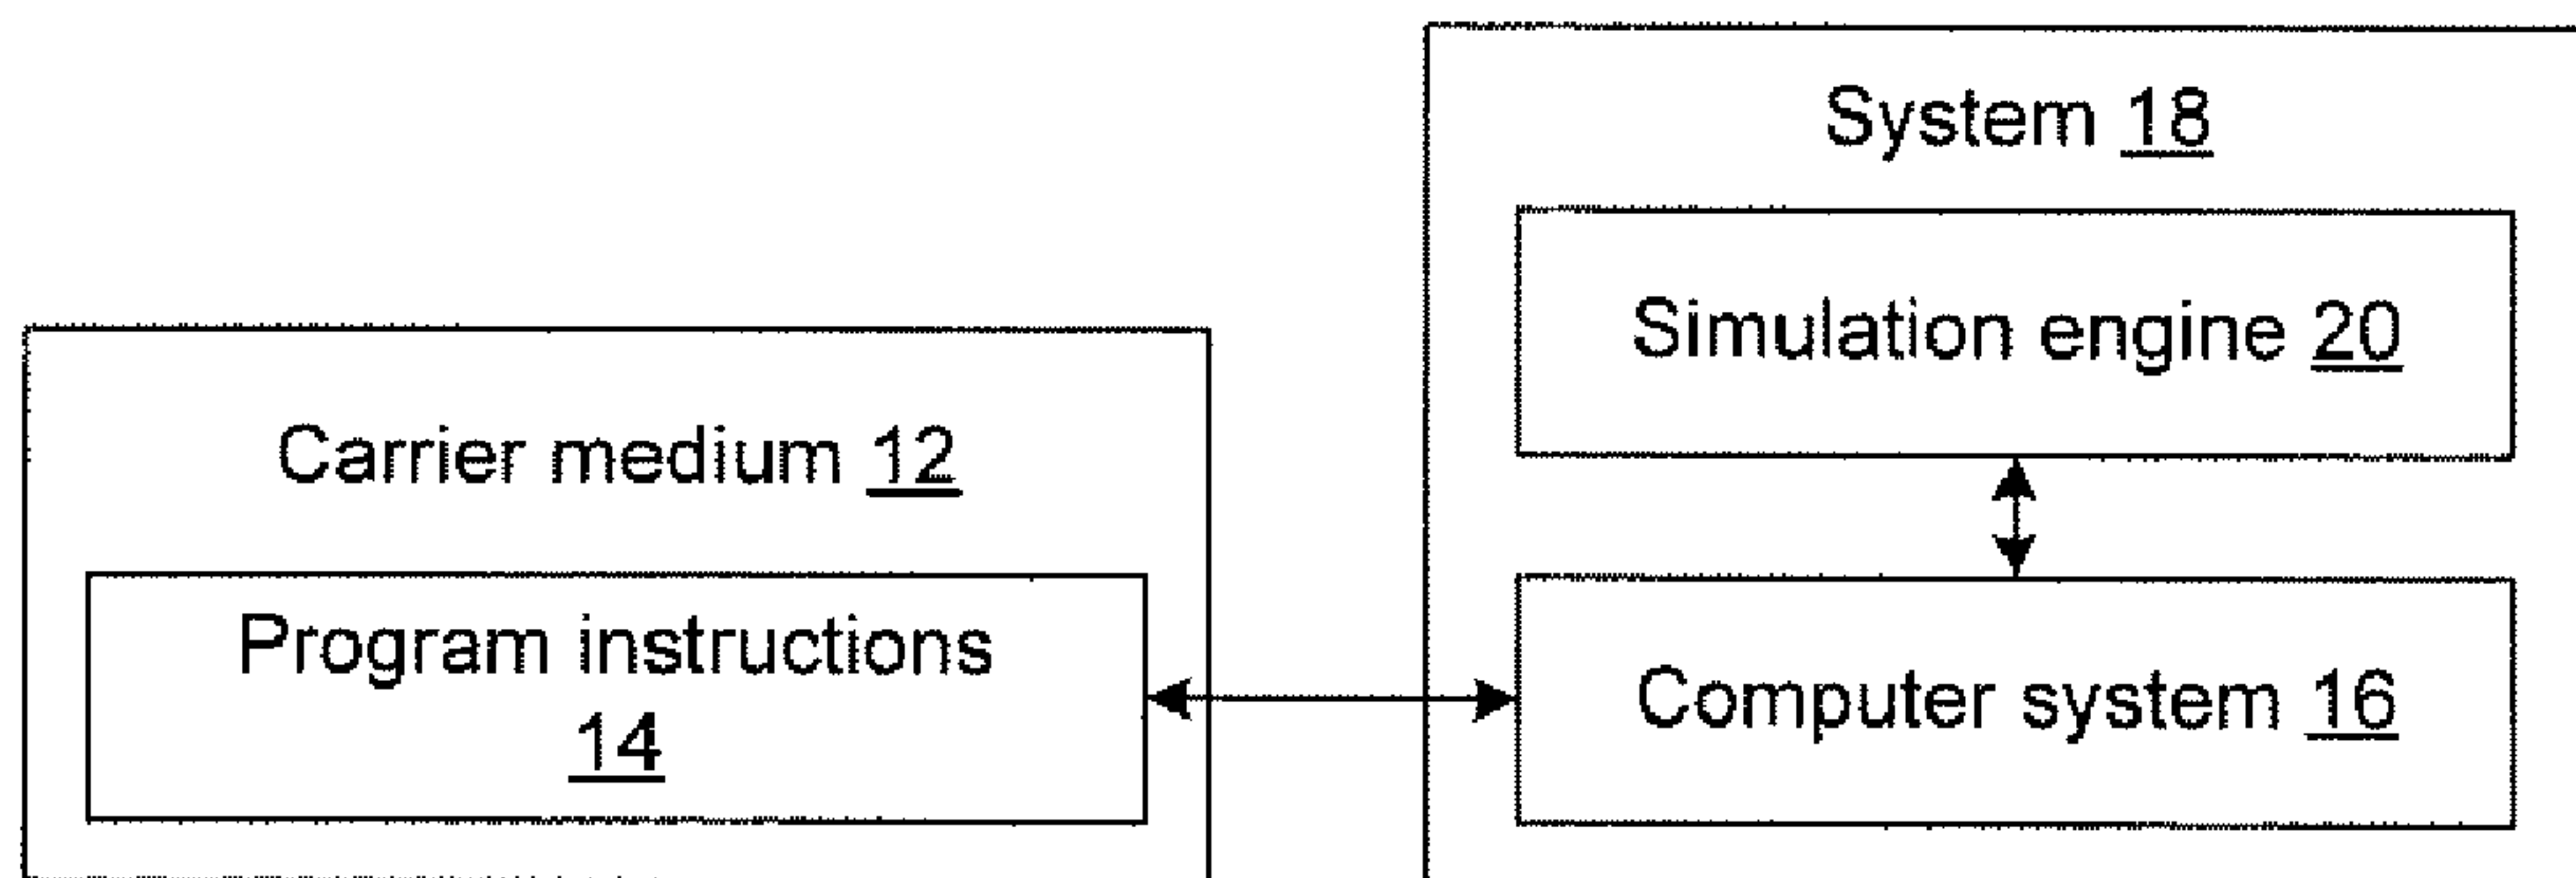 System 18
Simulation engine 20
Carrier medium 12
Program instructions
14
Computer system 16